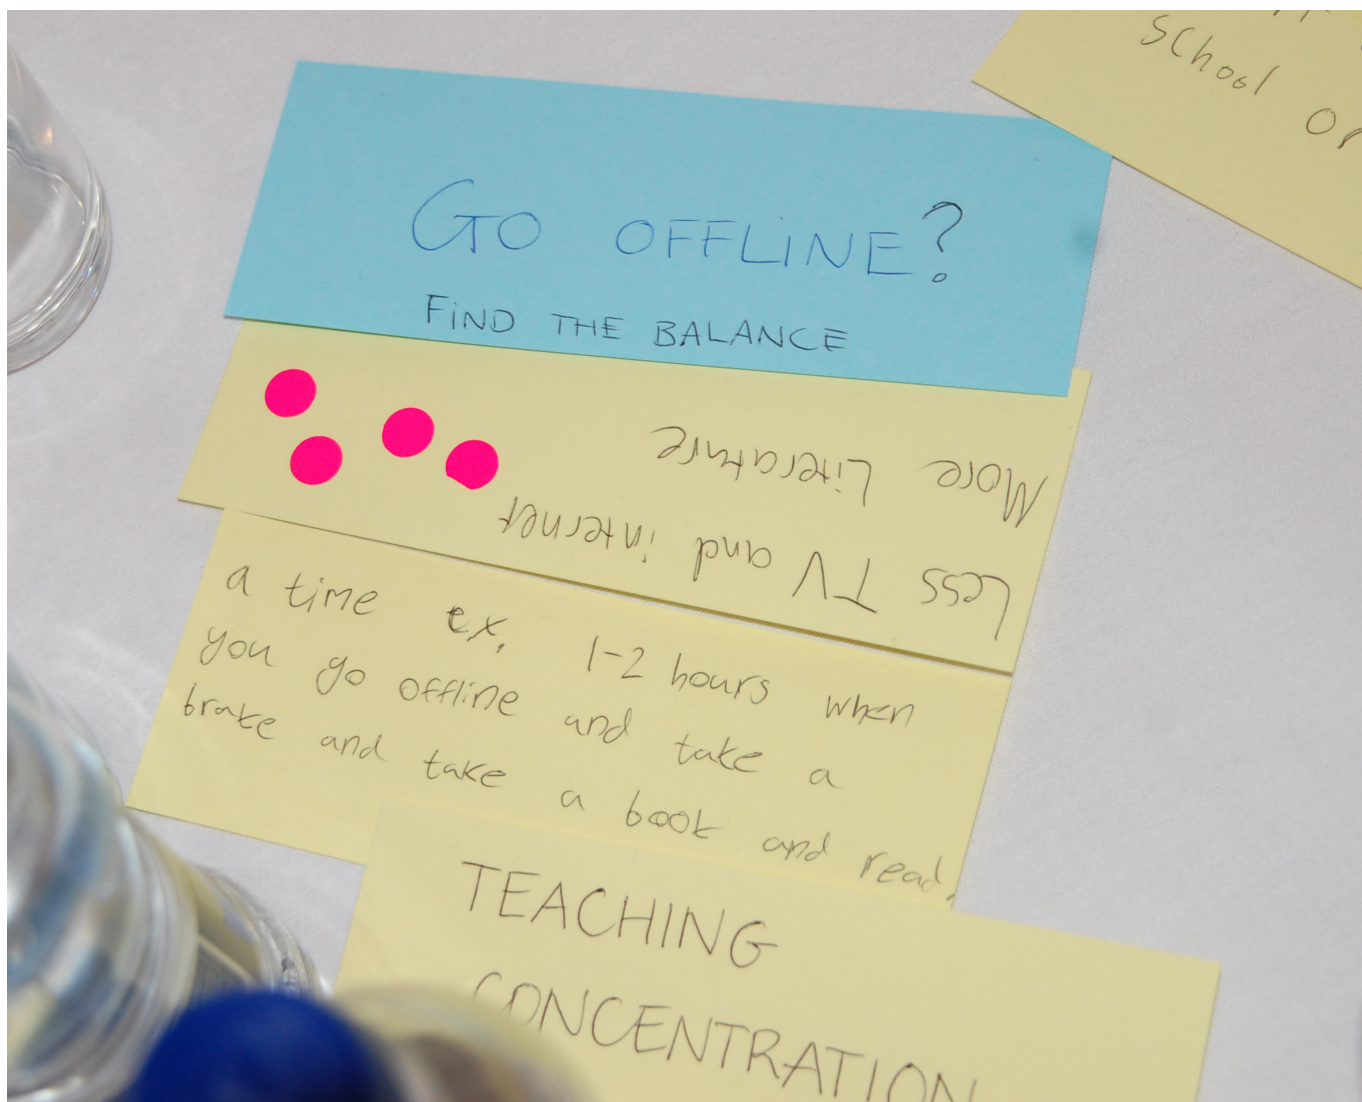 School or
GO OFFLINE?
FIND THE BALANCE
Less TV and internet
More Literature
a time ex. 1-2 hours when
you go offline and take a
brake and take a book and read.
TEACHING
CONCENTRATION